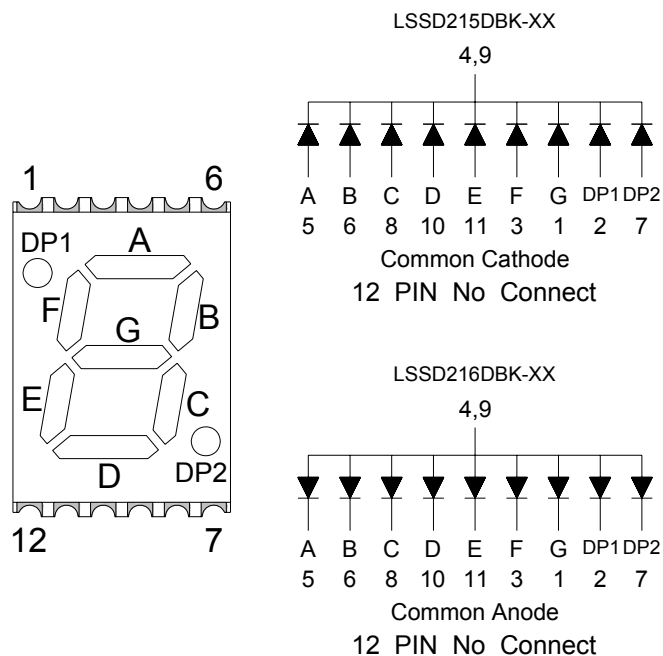 1 6
DP1
A
F
B
G
E
C
D
DP2
12 7
LSSD215DBK-XX
4,9
A B C D E F G DP1 DP2
5 6 8 10 11 3 1 2 7
Common Cathode
12 PIN No Connect
LSSD216DBK-XX
4,9
A B C D E F G DP1 DP2
5 6 8 10 11 3 1 2 7
Common Anode
12 PIN No Connect